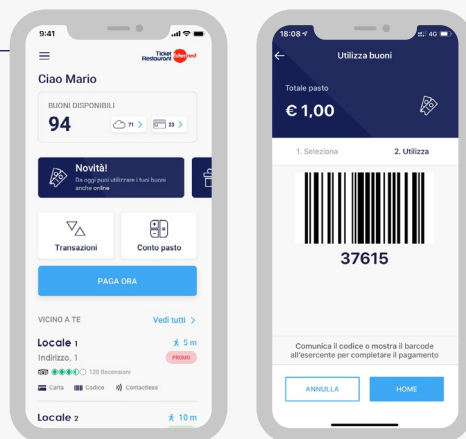 9:41
Ticket
Restaurant Edenred
Ciao Mario
BUONI DISPONIBILI
94
71
23
Novità!
Da oggi puoi utilizzare i tuoi buoni
anche online
Transazioni
Conto pasto
PAGA ORA
VICINO A TE
Vedi tutti
Locale 1
5 m
Indirizzo, 1
PROMO
120 Recensioni
Carta
Codice
Contactless
Locale 2
10 m
18:08
4G
Utilizza buoni
Totale pasto
€ 1,00
1. Seleziona
2. Utilizza
37615
Comunica il codice o mostra il barcode
all'esercente per completare il pagamento
ANNULLA
HOME